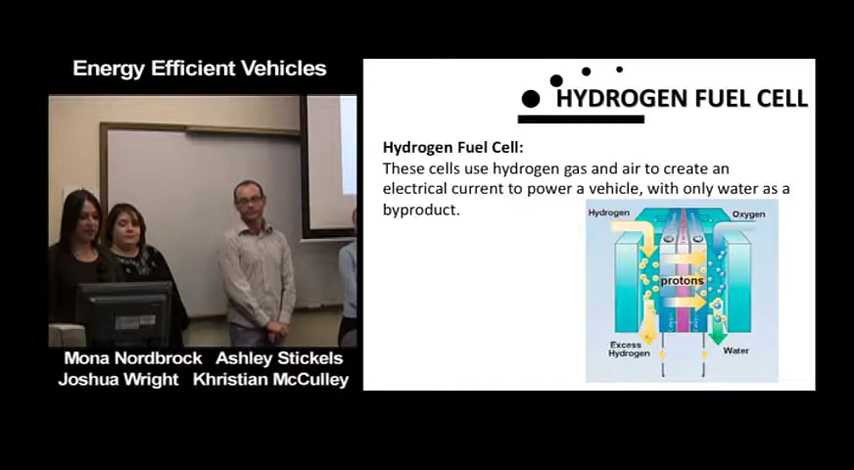 Energy Efficient Vehicles
Mona Nordbrock Ashley Stickels
Joshua Wright Khristian McCulley
HYDROGEN FUEL CELL
Hydrogen Fuel Cell:
These cells use hydrogen gas and air to create an
electrical current to power a vehicle, with only water as a
byproduct.
Hydrogen
Oxygen
protons
Excess
Hydrogen
Water